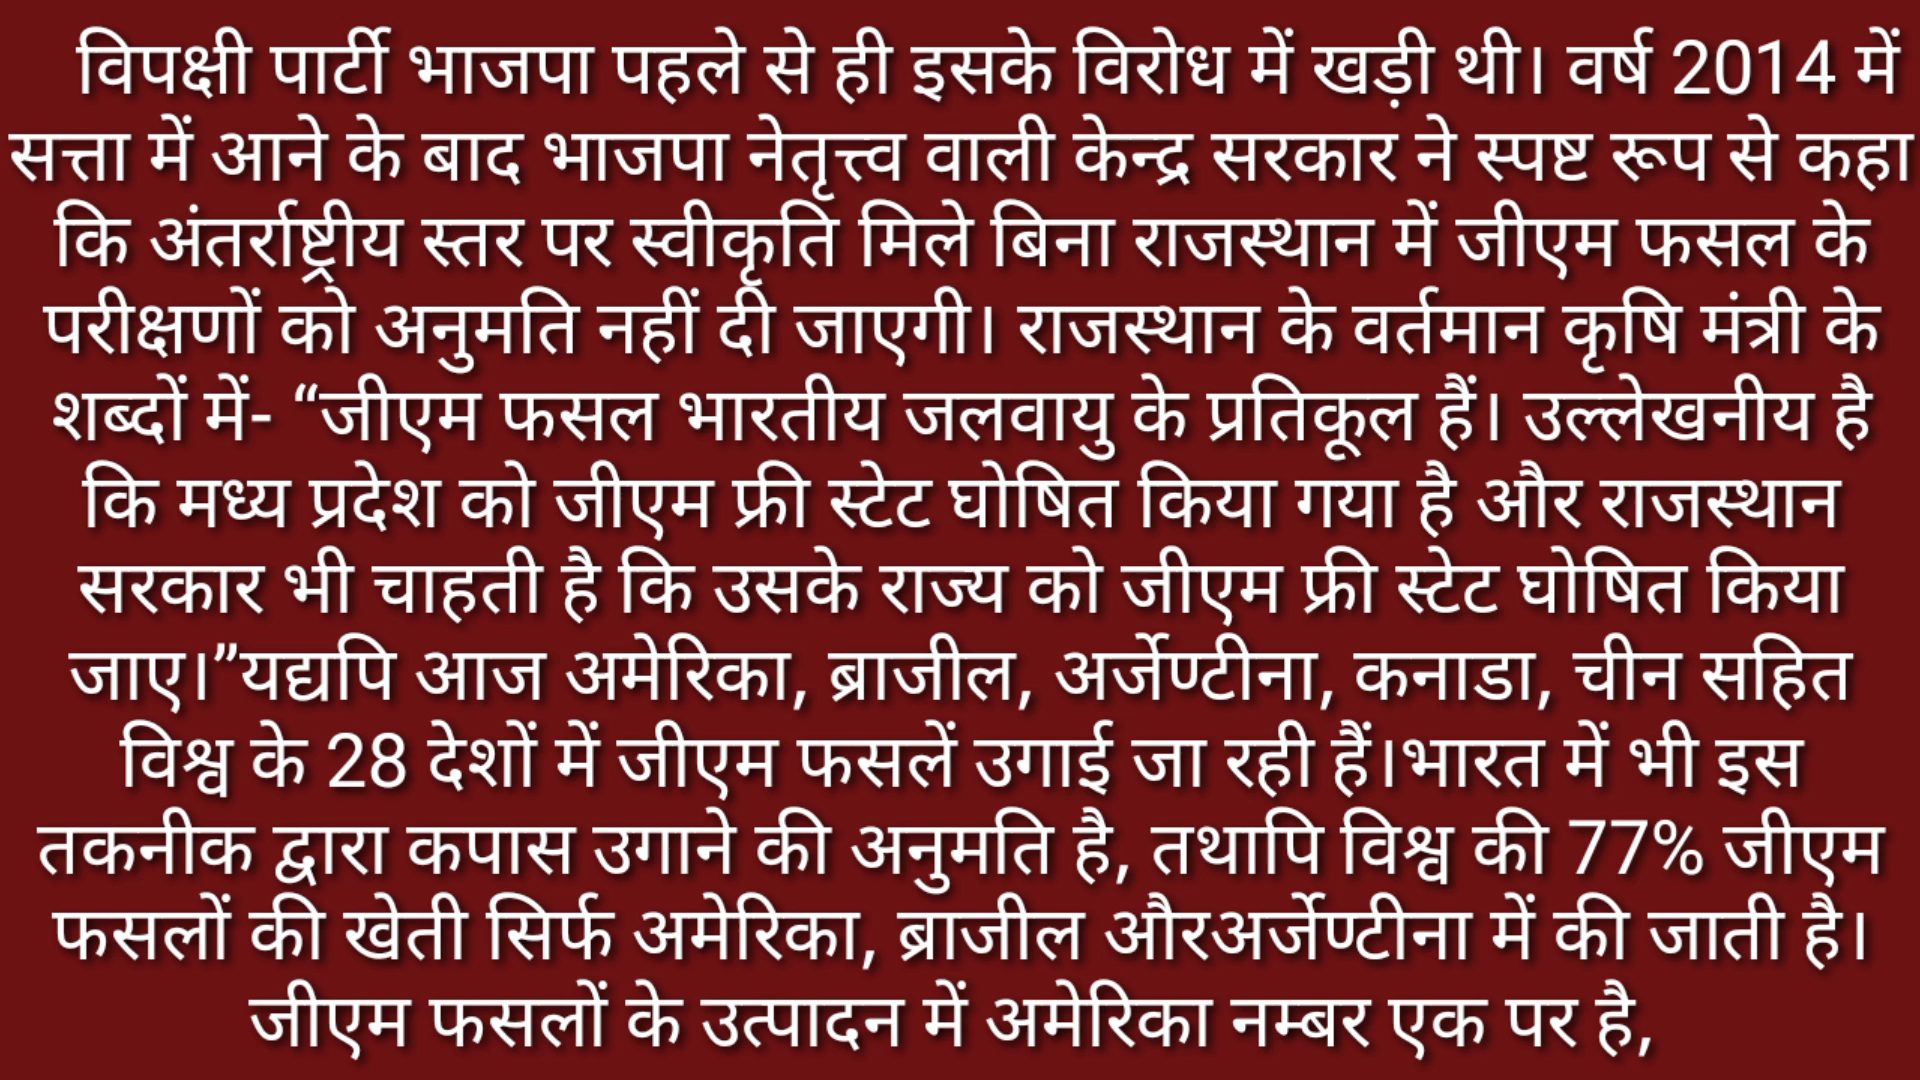 विपक्षी पार्टी भाजपा पहले से ही इसके विरोध में खड़ी थी। वर्ष 2014 में
सत्ता में आने के बाद भाजपा नेतृत्त्व वाली केन्द्र सरकार ने स्पष्ट रूप से कहा
कि अंतर्राष्ट्रीय स्तर पर स्वीकृति मिले बिना राजस्थान में जीएम फसल के
परीक्षणों को अनुमति नहीं दी जाएगी। राजस्थान के वर्तमान कृषि मंत्री के
शब्दों में- “जीएम फसल भारतीय जलवायु के प्रतिकूल हैं। उल्लेखनीय है
कि मध्य प्रदेश को जीएम फ्री स्टेट घोषित किया गया है और राजस्थान
सरकार भी चाहती है कि उसके राज्य को जीएम फ्री स्टेट घोषित किया
जाए।”यद्यपि आज अमेरिका, ब्राजील, अर्जेण्टीना, कनाडा, चीन सहित
विश्व के 28 देशों में जीएम फसलें उगाई जा रही हैं।भारत में भी इस
तकनीक द्वारा कपास उगाने की अनुमति है, तथापि विश्व की 77% जीएम
फसलों की खेती सिर्फ अमेरिका, ब्राजील औरअर्जेण्टीना में की जाती है।
जीएम फसलों के उत्पादन में अमेरिका नम्बर एक पर है,